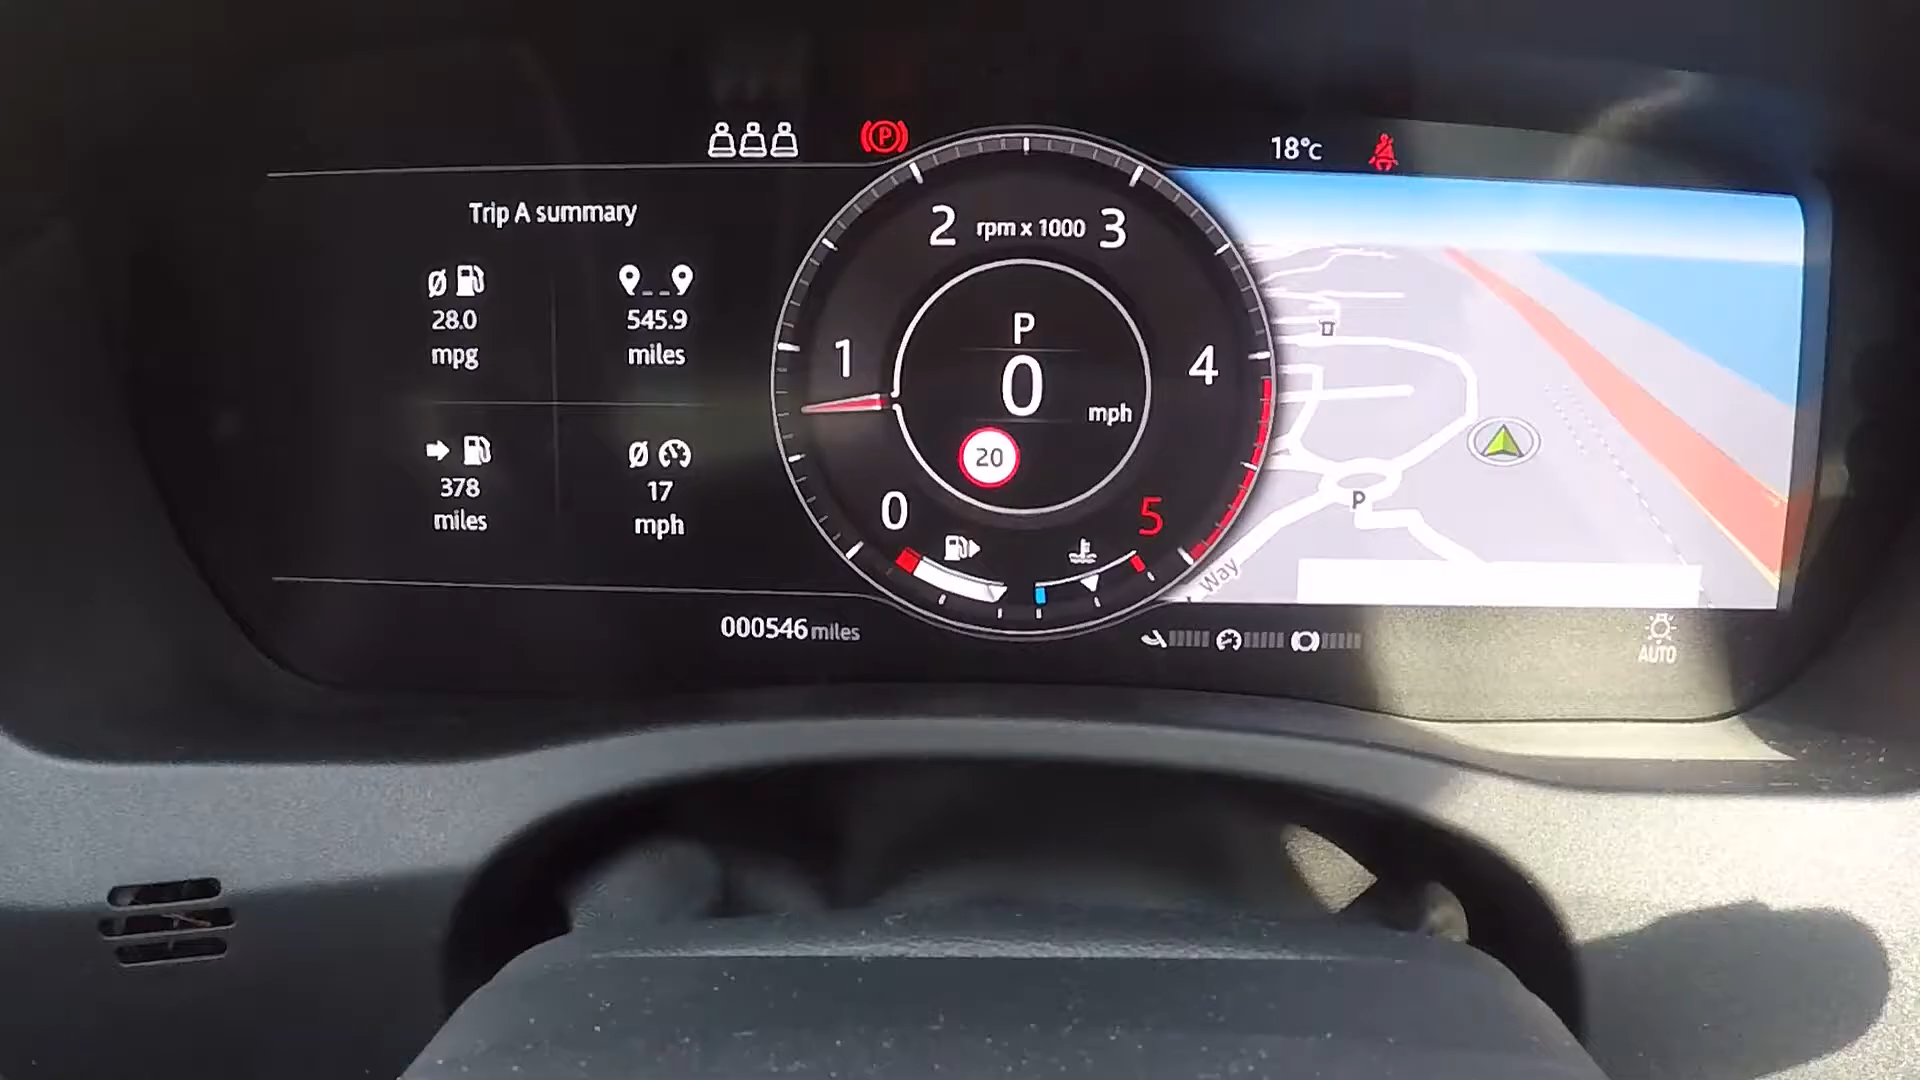 P
18°c
Trip A summary
2 rpm x 1000 3
28.0
mpg
545.9
miles
1
P
0
mph
4
20
378
miles
17
mph
0
5
P
Way
000546 miles
AUTO